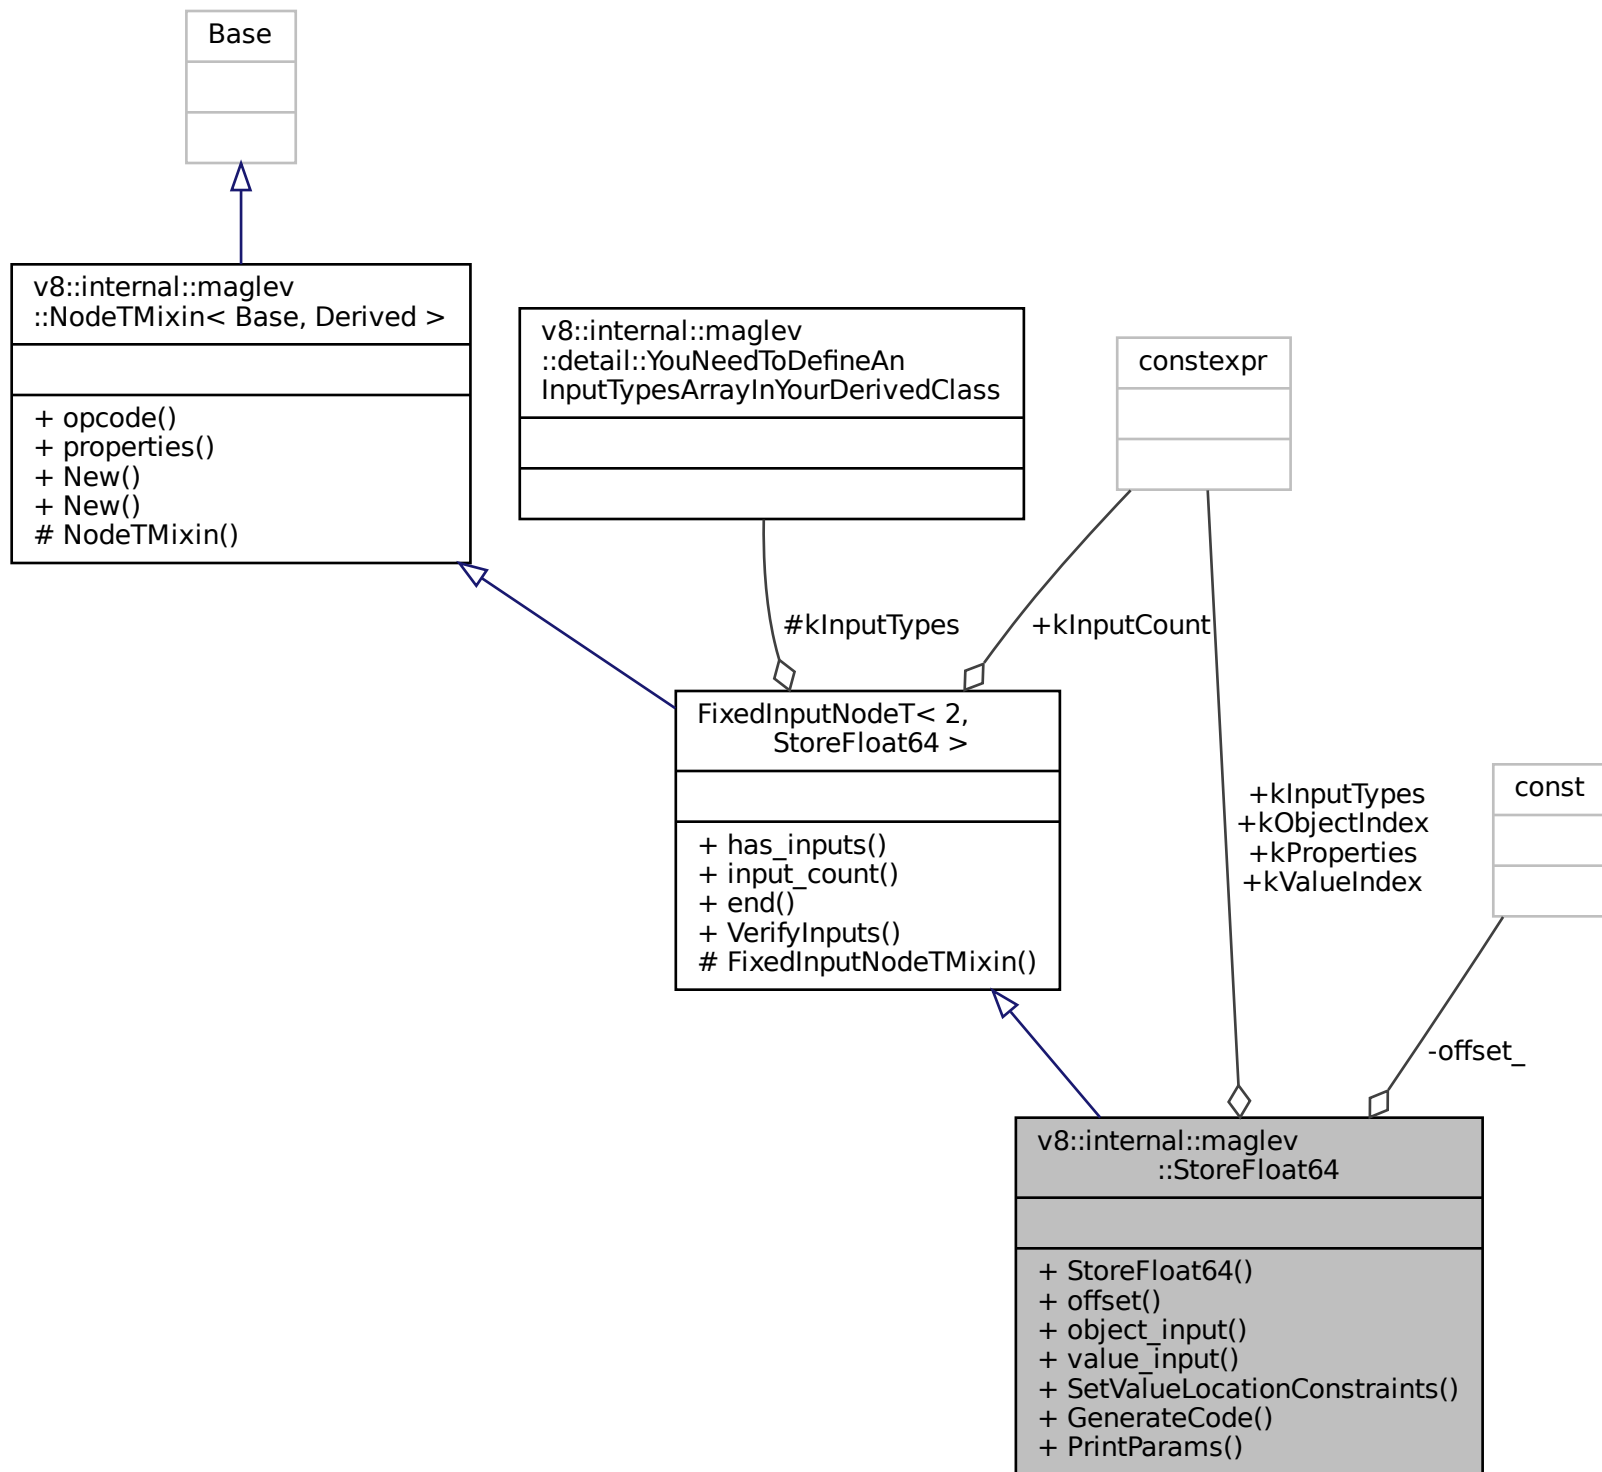 Base
v8::internal::maglev
::NodeTMixin< Base, Derived >
+ opcode()
+ properties()
+ New()
+ New()
# NodeTMixin()
v8::internal::maglev
::detail::YouNeedToDefineAn
InputTypesArrayInYourDerivedClass
constexpr
#kInputTypes
+kInputCount
FixedInputNodeT< 2,
StoreFloat64 >
+ has_inputs()
+ input_count()
+ end()
+ VerifyInputs()
# FixedInputNodeTMixin()
+kInputTypes
+kObjectIndex
+kProperties
+kValueIndex
const
-offset_
v8::internal::maglev
::StoreFloat64
+ StoreFloat64()
+ offset()
+ object_input()
+ value_input()
+ SetValueLocationConstraints()
+ GenerateCode()
+ PrintParams()